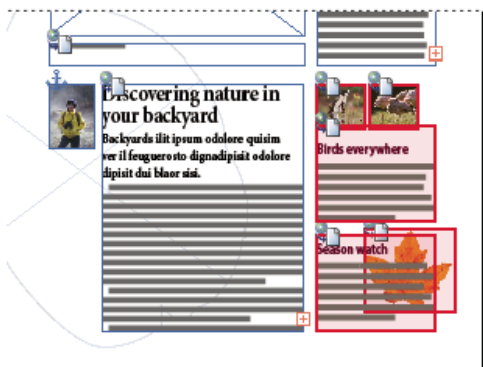 Discovering nature in
your backyard
Backyards ilit ipsum odolore quisim
ver il feuguerosto dignadipisit odolore
dipisit dui blaor sisi.
Birds everywhere
Season watch